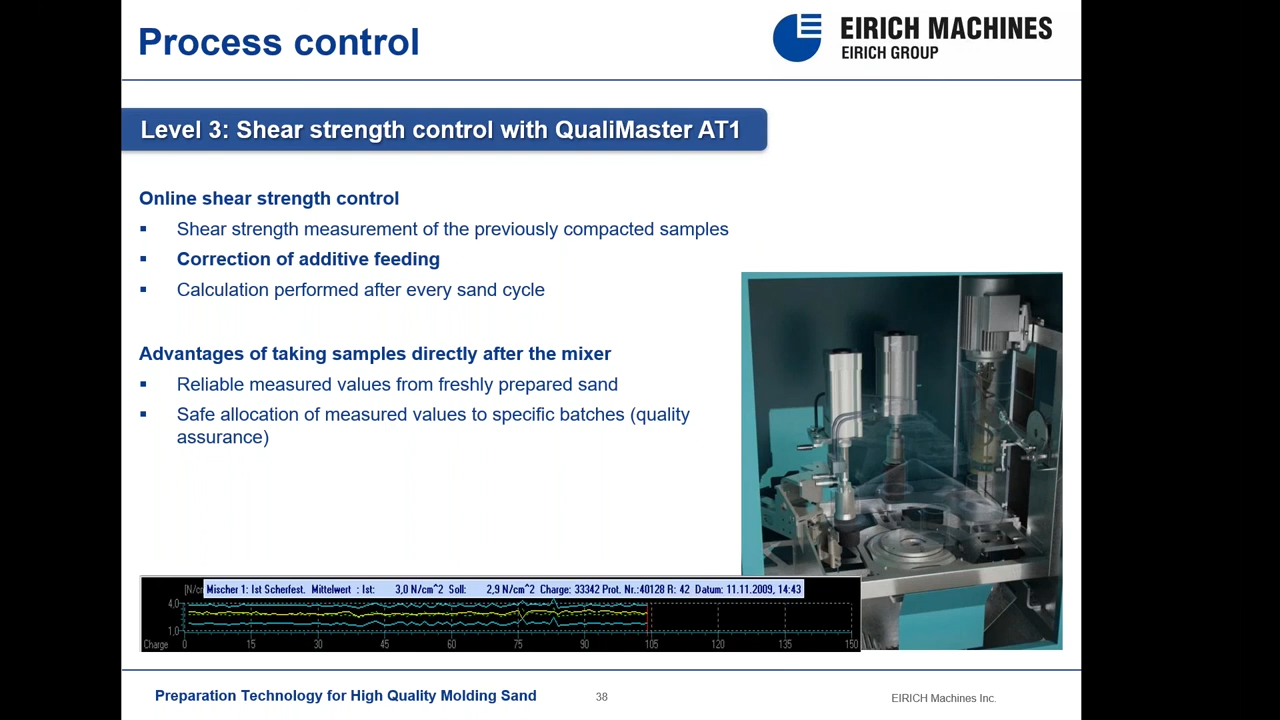 Process control
EIRICH MACHINES
EIRICH GROUP
Level 3: Shear strength control with QualiMaster AT1
Online shear strength control
▪ Shear strength measurement of the previously compacted samples
▪ Correction of additive feeding
▪ Calculation performed after every sand cycle
Advantages of taking samples directly after the mixer
▪ Reliable measured values from freshly prepared sand
▪ Safe allocation of measured values to specific batches (quality
assurance)
Mischer 1: Ist Scherfest. Mittelwert : Ist: 3,0 N/cm^2 Soll: 2,9 N/cm^2 Charge: 33342 Prot. Nr.:40128 R: 42 Datum: 11.11.2009, 14:43
4,0
1,0
Charge 0 15 30 45 60 75 90 105 120 135 150
Preparation Technology for High Quality Molding Sand 38 EIRICH Machines Inc.